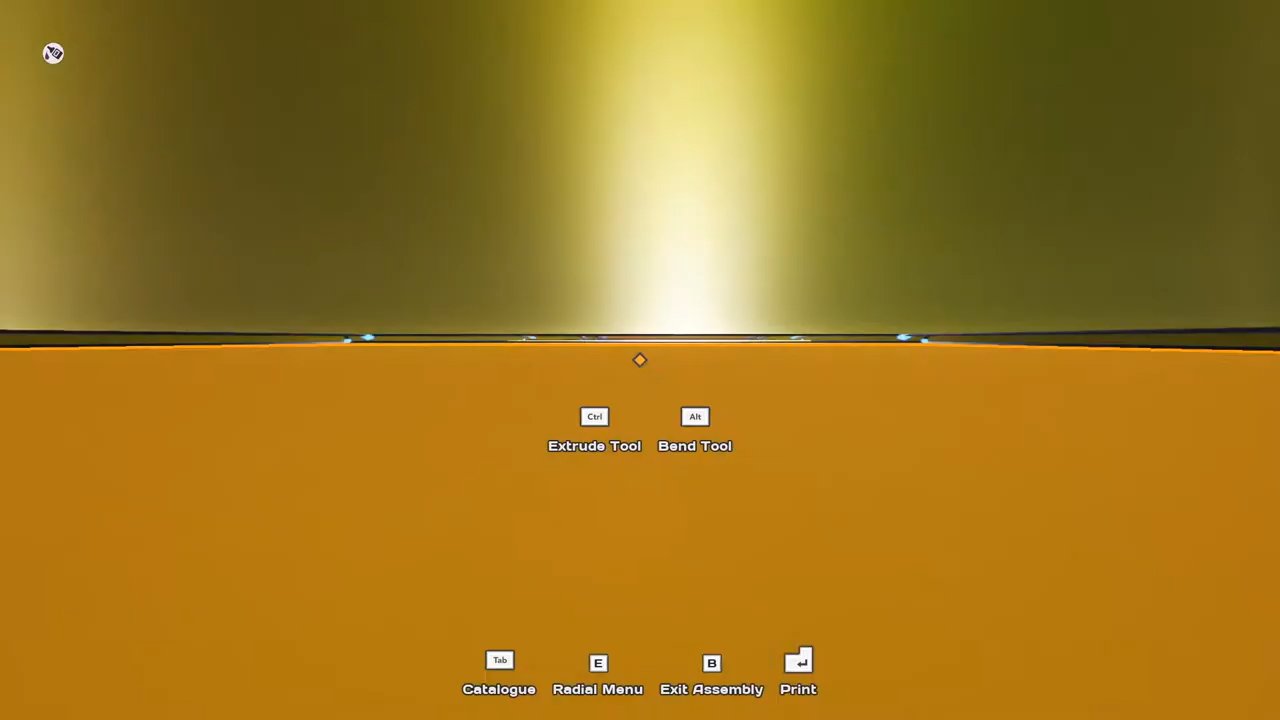 Ctrl Alt
Extrude Tool Bend Tool
Tab E B
Catalogue Radial Menu Exit Assembly Print